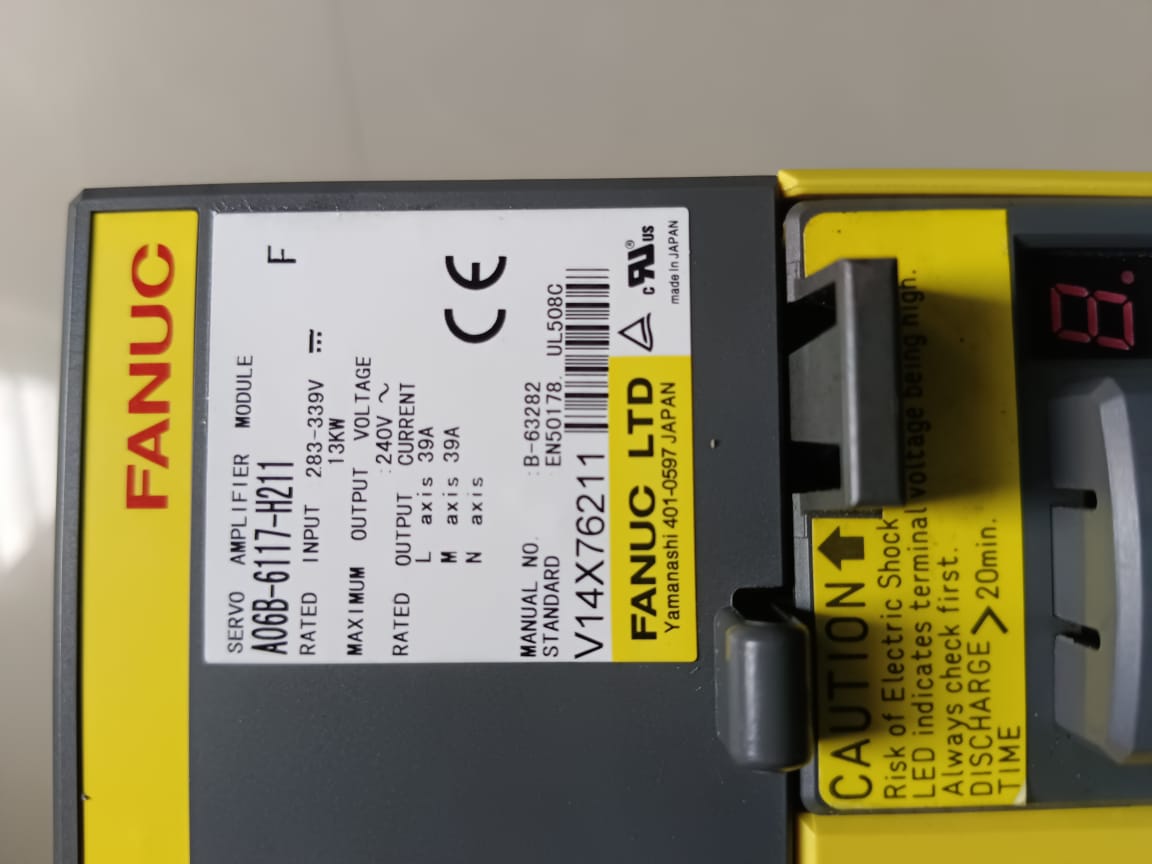 FANUC
SERVO AMPLIFIER MODULE
A06B-6117-H211 F
RATED INPUT 283-339V ⎓
13KW
MAXIMUM OUTPUT VOLTAGE
:240V ~
RATED OUTPUT CURRENT
L axis 39A
M axis 39A
N axis
MANUAL NO. :B-63282
STANDARD EN50178. UL508C
V14X76211
CE
FANUC LTD
Yamanashi 401-0597 JAPAN
c RU ® US
made in JAPAN
CAUTION
Risk of Electric Shock
LED indicates terminal voltage being high.
Always check first.
DISCHARGE > 20min.
TIME
8.